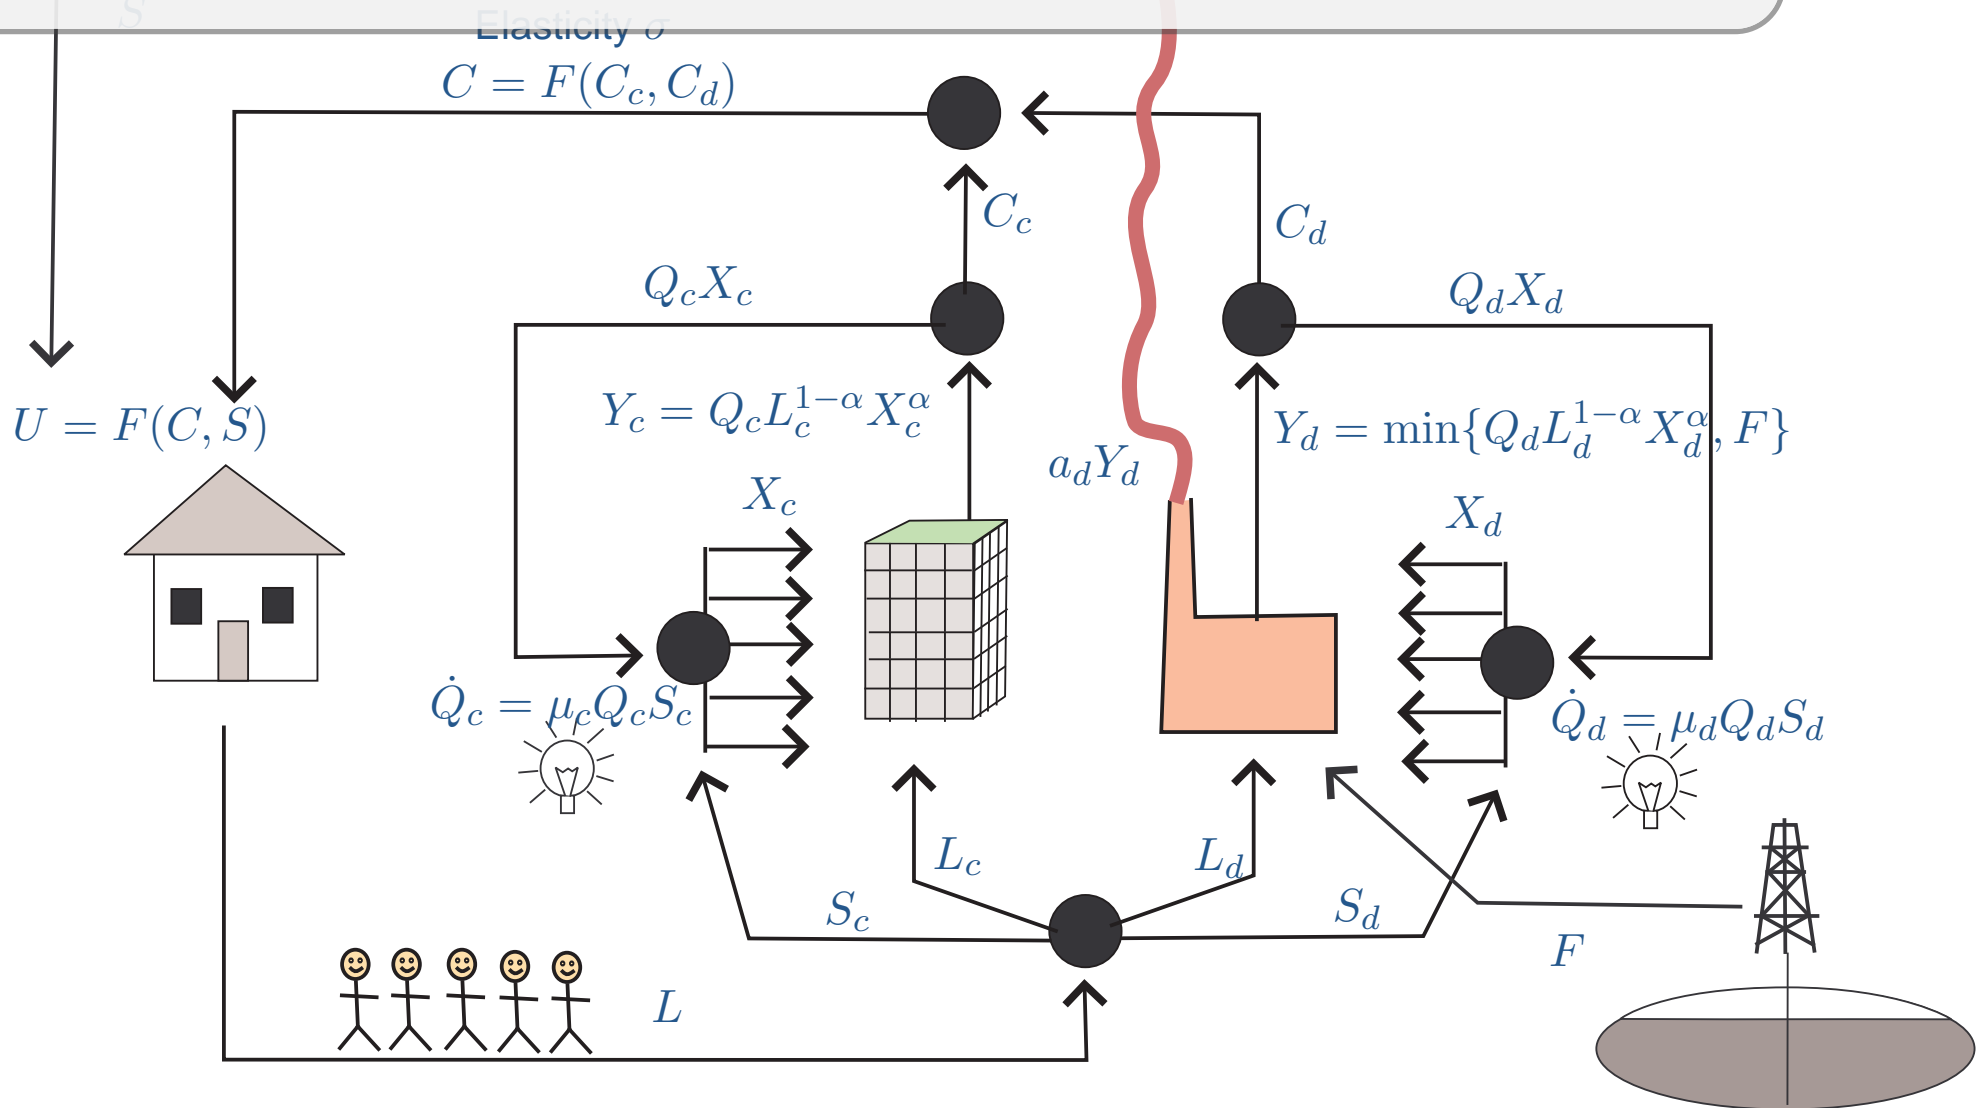 S
Elasticity σ
C = F(C_c, C_d)
C_c
C_d
Q_cX_c
Q_dX_d
U = F(C, S)
Y_c = Q_cL_c^{1−α}X_c^α
Y_d = min{Q_dL_d^{1−α}X_d^α, F}
a_dY_d
X_c
X_d
Q̇_c = μ_cQ_cS_c
Q̇_d = μ_dQ_dS_d
L_c
L_d
S_c
S_d
F
L